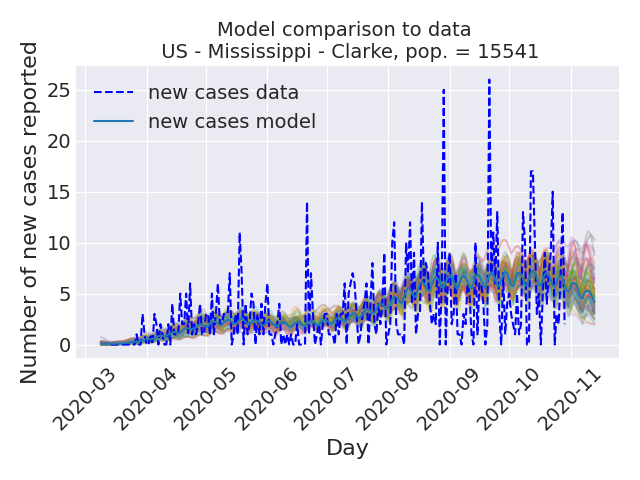 Model comparison to data
US - Mississippi - Clarke, pop. = 15541
Number of new cases reported
25
20
15
10
5
0
new cases data
new cases model
2020-03
2020-04
2020-05
2020-06
2020-07
2020-08
2020-09
2020-10
2020-11
Day